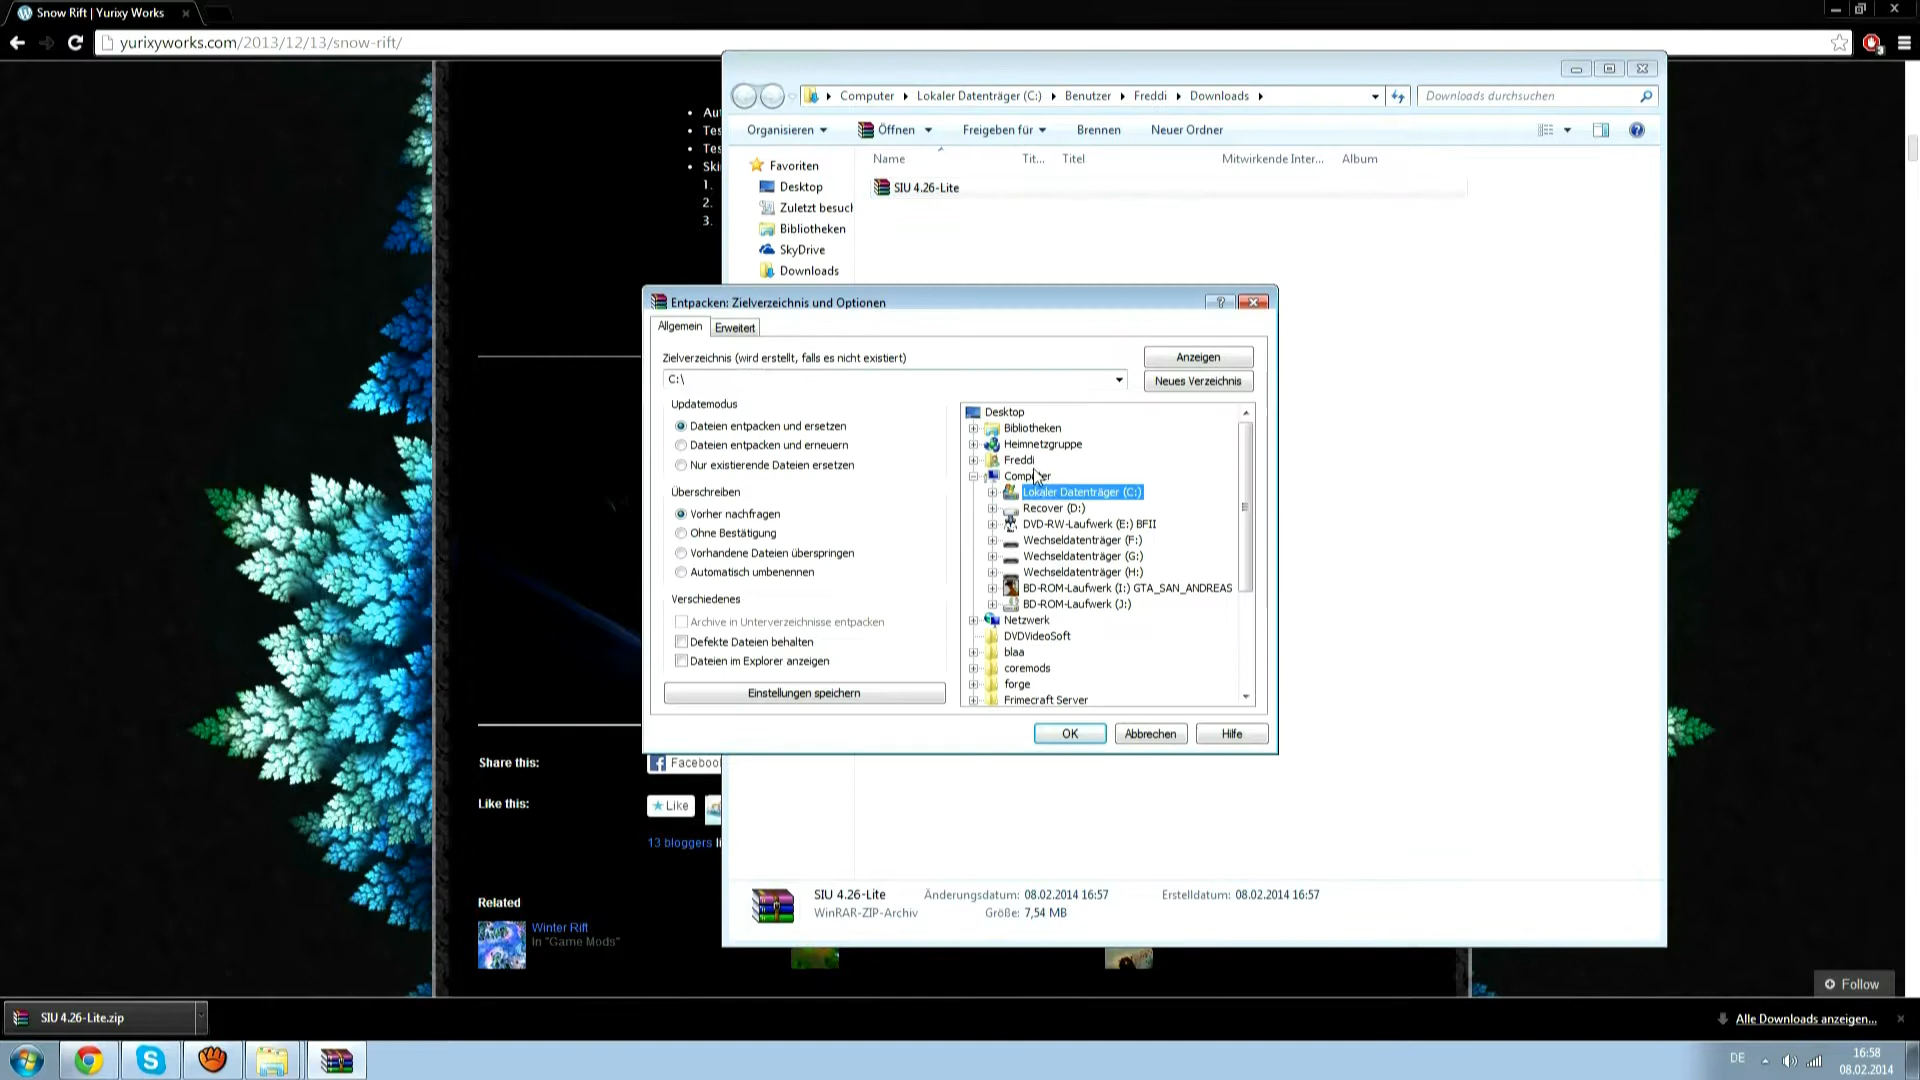 Snow Rift | Yurixy Works
yurixyworks.com/2013/12/13/snow-rift/
Computer
Lokaler Datenträger (C:)
Benutzer
Freddi
Downloads
Downloads durchsuchen
Organisieren
Öffnen
Freigeben für
Brennen
Neuer Ordner
Name
Tit...
Titel
Mitwirkende Inter...
Album
Favoriten
Desktop
Zuletzt besuch
Bibliotheken
SkyDrive
Downloads
SIU 4.26-Lite
1.
2.
3.
Entpacken: Zielverzeichnis und Optionen
Allgemein
Erweitert
Zielverzeichnis (wird erstellt, falls es nicht existiert)
C:\
Anzeigen
Neues Verzeichnis
Updatemodus
Dateien entpacken und ersetzen
Dateien entpacken und erneuern
Nur existierende Dateien ersetzen
Überschreiben
Vorher nachfragen
Ohne Bestätigung
Vorhandene Dateien überspringen
Automatisch umbenennen
Verschiedenes
Archive in Unterverzeichnisse entpacken
Defekte Dateien behalten
Dateien im Explorer anzeigen
Einstellungen speichern
Desktop
Bibliotheken
Heimnetzgruppe
Freddi
Computer
Lokaler Datenträger (C:)
Recover (D:)
DVD-RW-Laufwerk (E:) BFII
Wechseldatenträger (F:)
Wechseldatenträger (G:)
Wechseldatenträger (H:)
BD-ROM-Laufwerk (I:) GTA_SAN_ANDREAS
BD-ROM-Laufwerk (J:)
Netzwerk
DVDVideoSoft
blaa
coremods
forge
Frimecraft Server
OK
Abbrechen
Hilfe
Share this:
Faceboo
Like this:
Like
13 bloggers li
Related
Winter Rift
In "Game Mods"
SIU 4.26-Lite
Änderungsdatum: 08.02.2014 16:57
Erstelldatum: 08.02.2014 16:57
WinRAR-ZIP-Archiv
Größe: 7,54 MB
Follow
SIU 4.26-Lite.zip
Alle Downloads anzeigen...
DE
16:58
08.02.2014